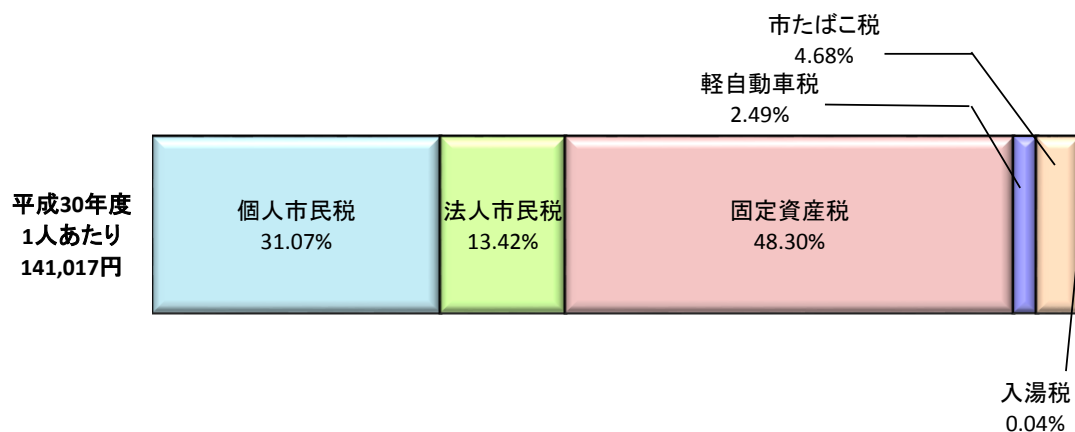 市たばこ税
4.68%
軽自動車税
2.49%
平成30年度
1人あたり
141,017円
個人市民税
31.07%
法人市民税
13.42%
固定資産税
48.30%
入湯税
0.04%